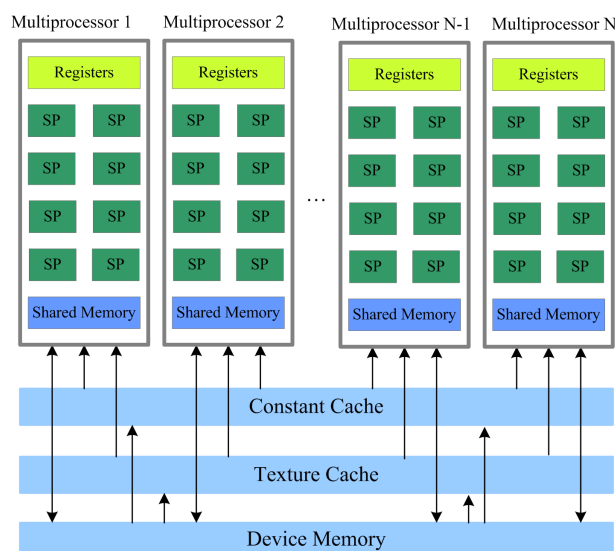 Multiprocessor 1 Multiprocessor 2 Multiprocessor N-1 Multiprocessor N
Registers Registers Registers Registers
SP SP SP SP SP SP SP SP
SP SP SP SP SP SP SP SP
...
SP SP SP SP SP SP SP SP
SP SP SP SP SP SP SP SP
Shared Memory Shared Memory Shared Memory Shared Memory
Constant Cache
Texture Cache
Device Memory